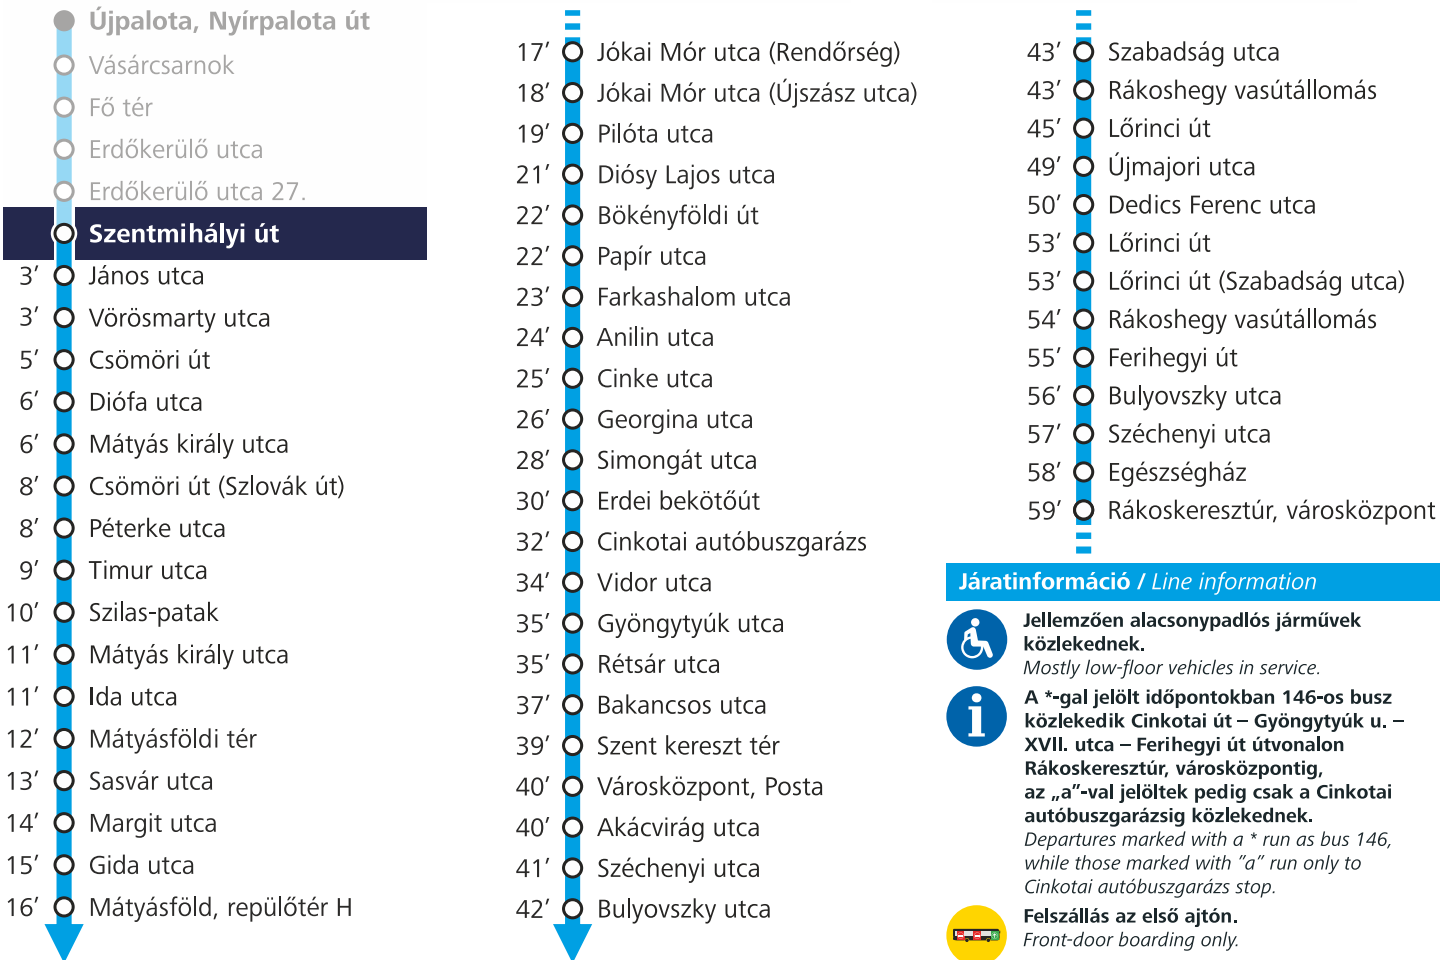 Újpalota, Nyírpalota út
Vásárcsarnok
Fő tér
Erdőkerülő utca
Erdőkerülő utca 27.
Szentmihályi út
3’ János utca
3’ Vörösmarty utca
5’ Csömöri út
6’ Diófa utca
6’ Mátyás király utca
8’ Csömöri út (Szlovák út)
8’ Péterke utca
9’ Timur utca
10’ Szilas-patak
11’ Mátyás király utca
11’ Ida utca
12’ Mátyásföldi tér
13’ Sasvár utca
14’ Margit utca
15’ Gida utca
16’ Mátyásföld, repülőtér H
17’ Jókai Mór utca (Rendőrség)
18’ Jókai Mór utca (Újszász utca)
19’ Pilóta utca
21’ Diósy Lajos utca
22’ Bökényföldi út
22’ Papír utca
23’ Farkashalom utca
24’ Anilin utca
25’ Cinke utca
26’ Georgina utca
28’ Simongát utca
30’ Erdei bekötőút
32’ Cinkotai autóbuszgarázs
34’ Vidor utca
35’ Gyöngytyúk utca
35’ Rétsár utca
37’ Bakancsos utca
39’ Szent kereszt tér
40’ Városközpont, Posta
40’ Akácvirág utca
41’ Széchenyi utca
42’ Bulyovszky utca
43’ Szabadság utca
43’ Rákoshegy vasútállomás
45’ Lőrinci út
49’ Újmajori utca
50’ Dedics Ferenc utca
53’ Lőrinci út
53’ Lőrinci út (Szabadság utca)
54’ Rákoshegy vasútállomás
55’ Ferihegyi út
56’ Bulyovszky utca
57’ Széchenyi utca
58’ Egészségház
59’ Rákoskeresztúr, városközpont
Járatinformáció / Line information
Jellemzően alacsonypadlós járművek
közlekednek.
Mostly low-floor vehicles in service.
A *-gal jelölt időpontokban 146-os busz
közlekedik Cinkotai út – Gyöngytyúk u. –
XVII. utca – Ferihegyi út útvonalon
Rákoskeresztúr, városközpontig,
az „a”-val jelöltek pedig csak a Cinkotai
autóbuszgarázsig közlekednek.
Departures marked with a * run as bus 146,
while those marked with ”a” run only to
Cinkotai autóbuszgarázs stop.
Felszállás az első ajtón.
Front-door boarding only.